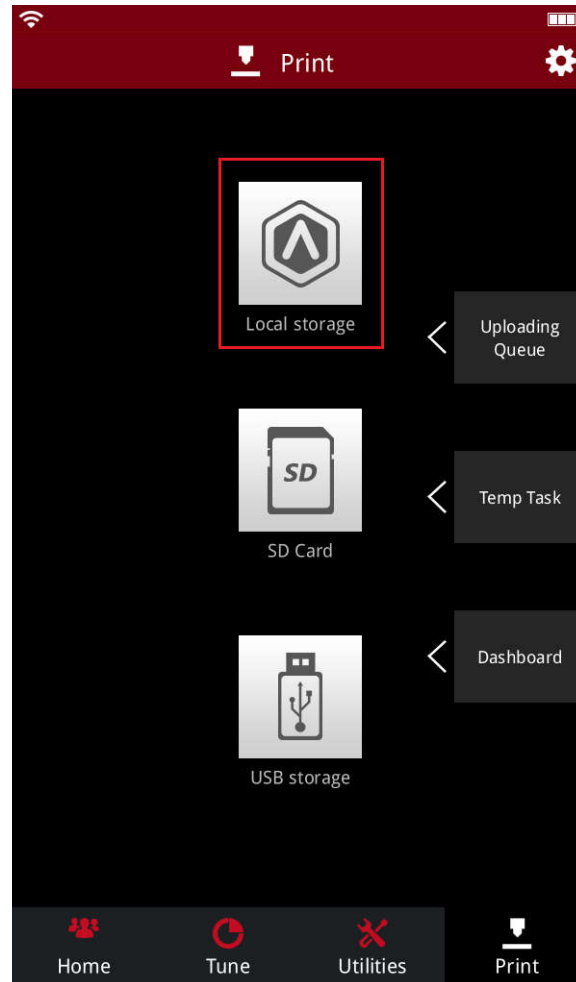 Print
Local storage
Uploading
Queue
SD
SD Card
Temp Task
USB storage
Dashboard
Home
Tune
Utilities
Print